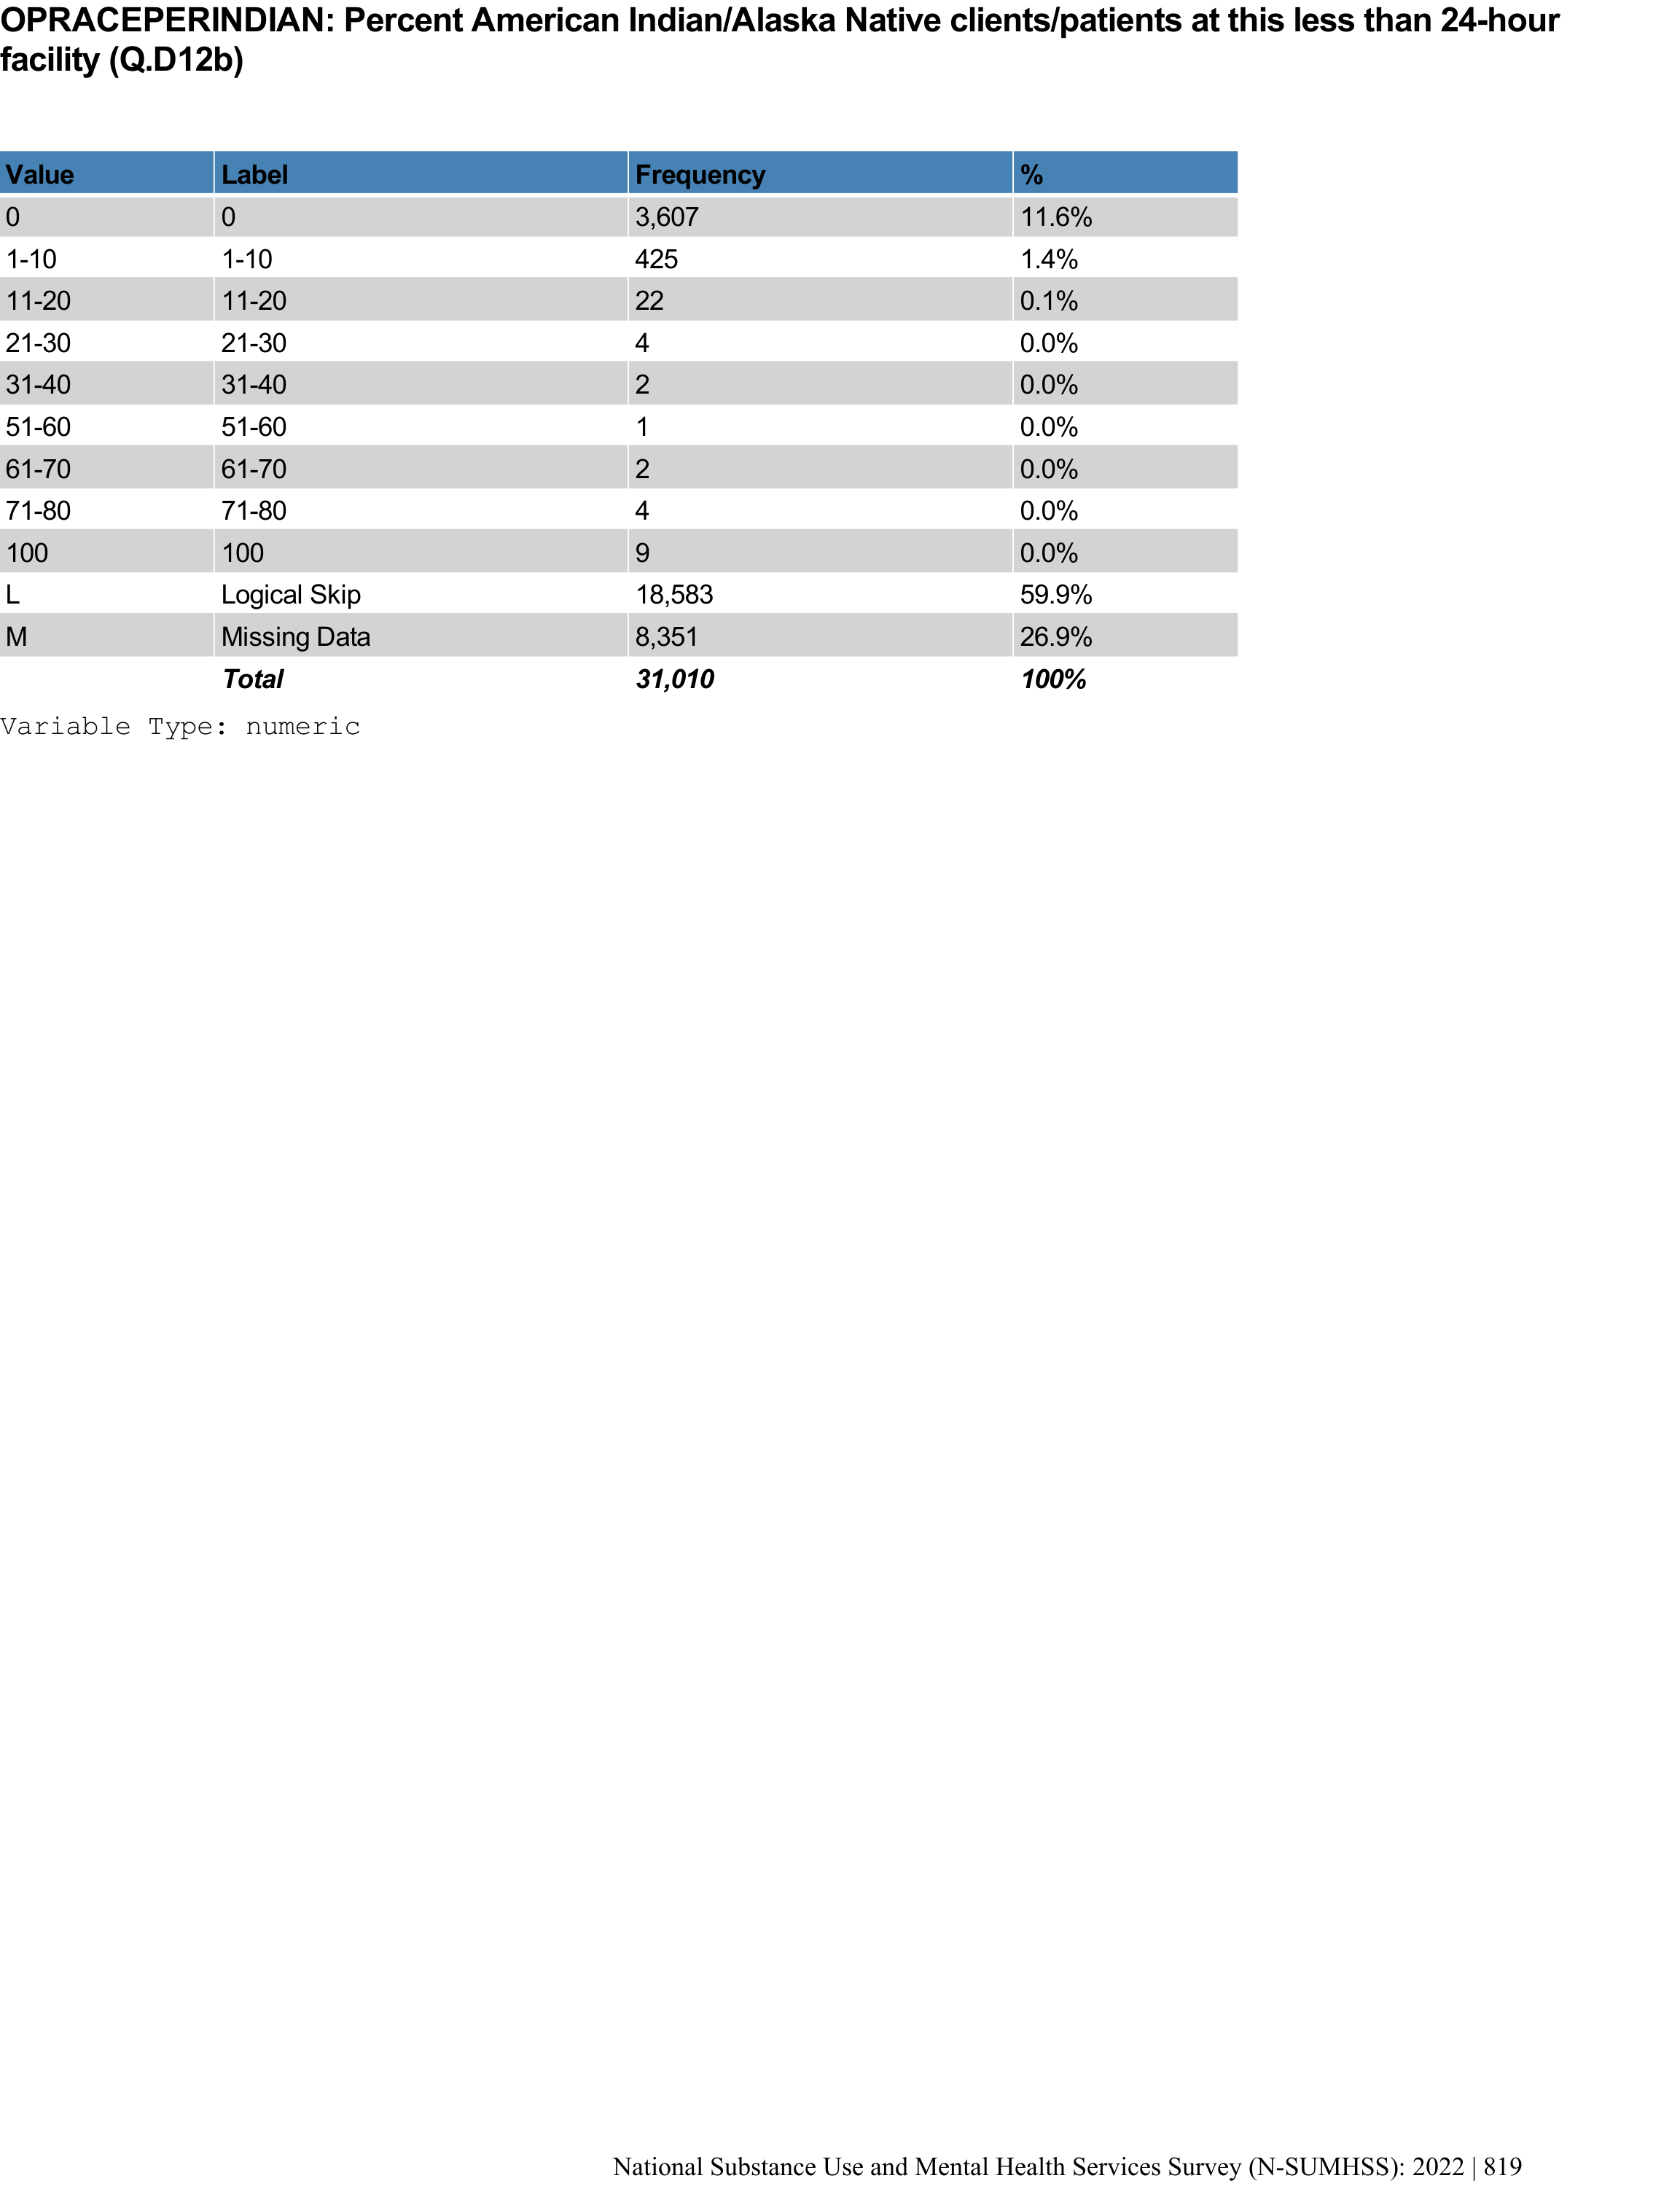 OPRACEPERINDIAN: Percent American Indian/Alaska Native clients/patients at this less than 24-hour
facility (Q.D12b)
Value Label Frequency %
0 0 3,607 11.6%
1-10 1-10 425 1.4%
11-20 11-20 22 0.1%
21-30 21-30 4 0.0%
31-40 31-40 2 0.0%
51-60 51-60 1 0.0%
61-70 61-70 2 0.0%
71-80 71-80 4 0.0%
100 100 9 0.0%
L Logical Skip 18,583 59.9%
M Missing Data 8,351 26.9%
Total 31,010 100%
Variable Type: numeric
National Substance Use and Mental Health Services Survey (N-SUMHSS): 2022 | 819